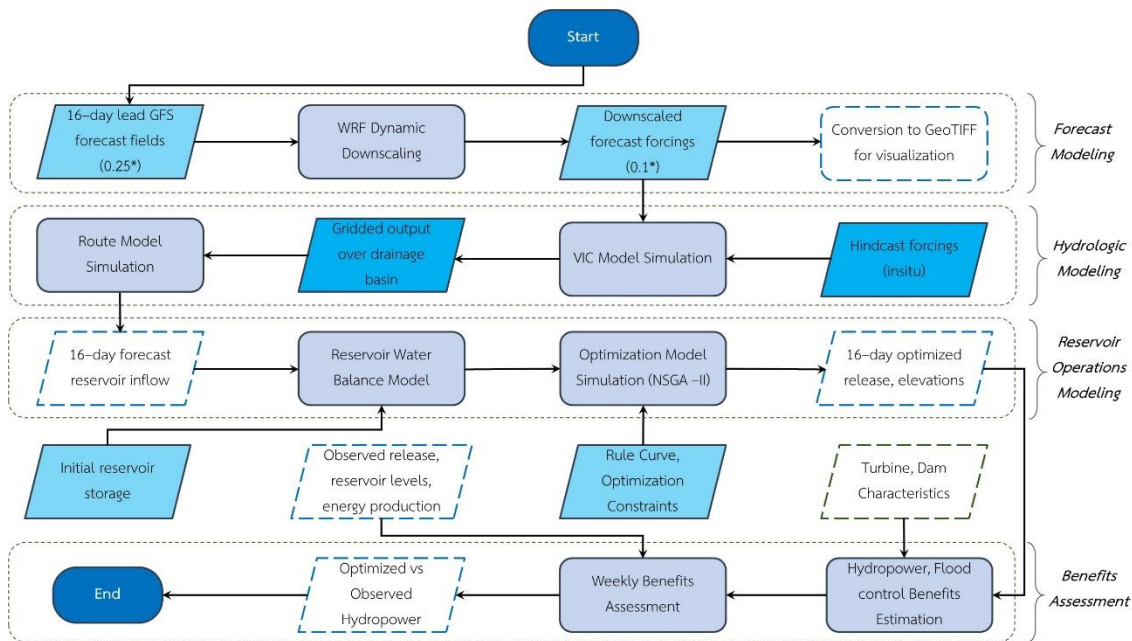 Start
16-day lead GFS
forecast fields
(0.25*)
WRF Dynamic
Downscaling
Downscaled
forecast forcings
(0.1*)
Conversion to GeoTIFF
for visualization
Forecast
Modeling
Route Model
Simulation
Gridded output
over drainage
basin
VIC Model Simulation
Hindcast forcings
(insitu)
Hydrologic
Modeling
16-day forecast
reservoir inflow
Reservoir Water
Balance Model
Optimization Model
Simulation (NSGA -II)
16-day optimized
release, elevations
Reservoir
Operations
Modeling
Initial reservoir
storage
Observed release,
reservoir levels,
energy production
Rule Curve,
Optimization
Constraints
Turbine, Dam
Characteristics
End
Optimized vs
Observed
Hydropower
Weekly Benefits
Assessment
Hydropower, Flood
control Benefits
Estimation
Benefits
Assessment